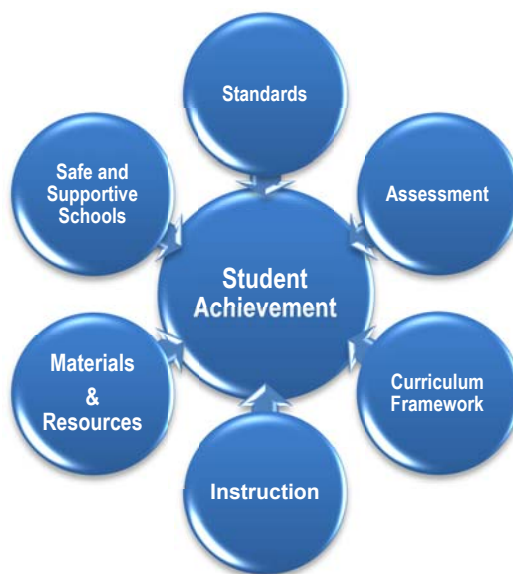 Standards
Assessment
Curriculum
Framework
Instruction
Materials
&
Resources
Safe and
Supportive
Schools
Student
Achievement